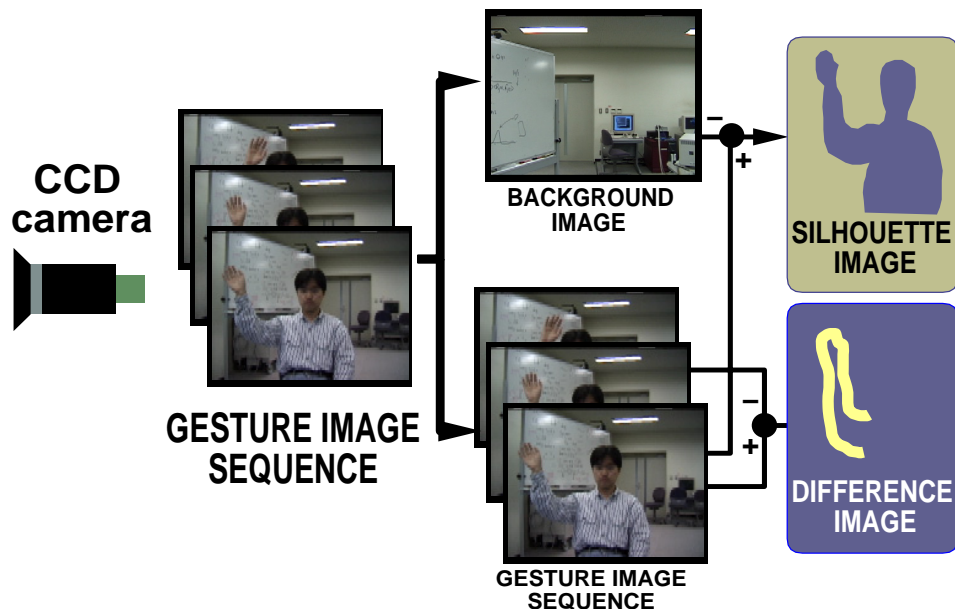 CCD
camera
GESTURE IMAGE
SEQUENCE
BACKGROUND
IMAGE
−
+
SILHOUETTE
IMAGE
−
+
DIFFERENCE
IMAGE
GESTURE IMAGE
SEQUENCE